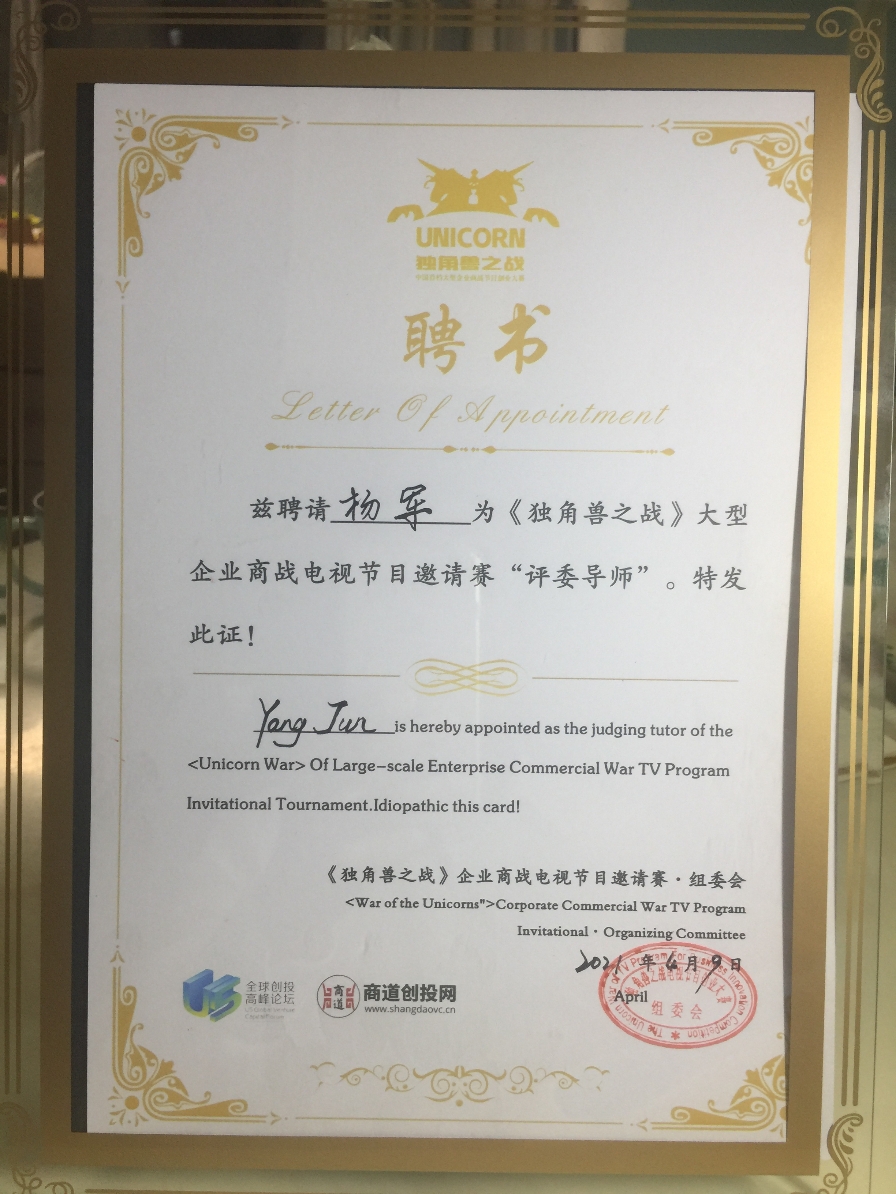 UNICORN
独角兽之战
聘书
Letter Of Appointment
兹聘请杨军为《独角兽之战》大型
企业商战电视节目邀请赛“评委导师”。特发
此证！
Yang Jun is hereby appointed as the judging tutor of the
<Unicorn War> Of Large-scale Enterprise Commercial War TV Program
Invitational Tournament.Idiopathic this card!
《独角兽之战》企业商战电视节目邀请赛·组委会
<War of the Unicorns">Corporate Commercial War TV Program
Invitational · Organizing Committee
2021年4月9日
April
组委会
全球创投
高峰论坛
商道
商道创投网
www.shangdaovc.cn